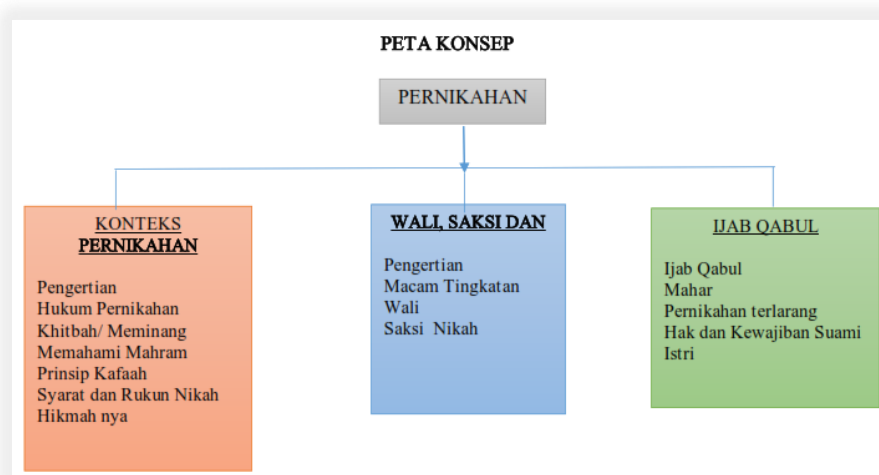 PETA KONSEP
PERNIKAHAN
KONTEKS
PERNIKAHAN
Pengertian
Hukum Pernikahan
Khitbah/ Meminang
Memahami Mahram
Prinsip Kafaah
Syarat dan Rukun Nikah
Hikmah nya
WALI, SAKSI DAN
Pengertian
Macam Tingkatan
Wali
Saksi Nikah
IJAB QABUL
Ijab Qabul
Mahar
Pernikahan terlarang
Hak dan Kewajiban Suami
Istri